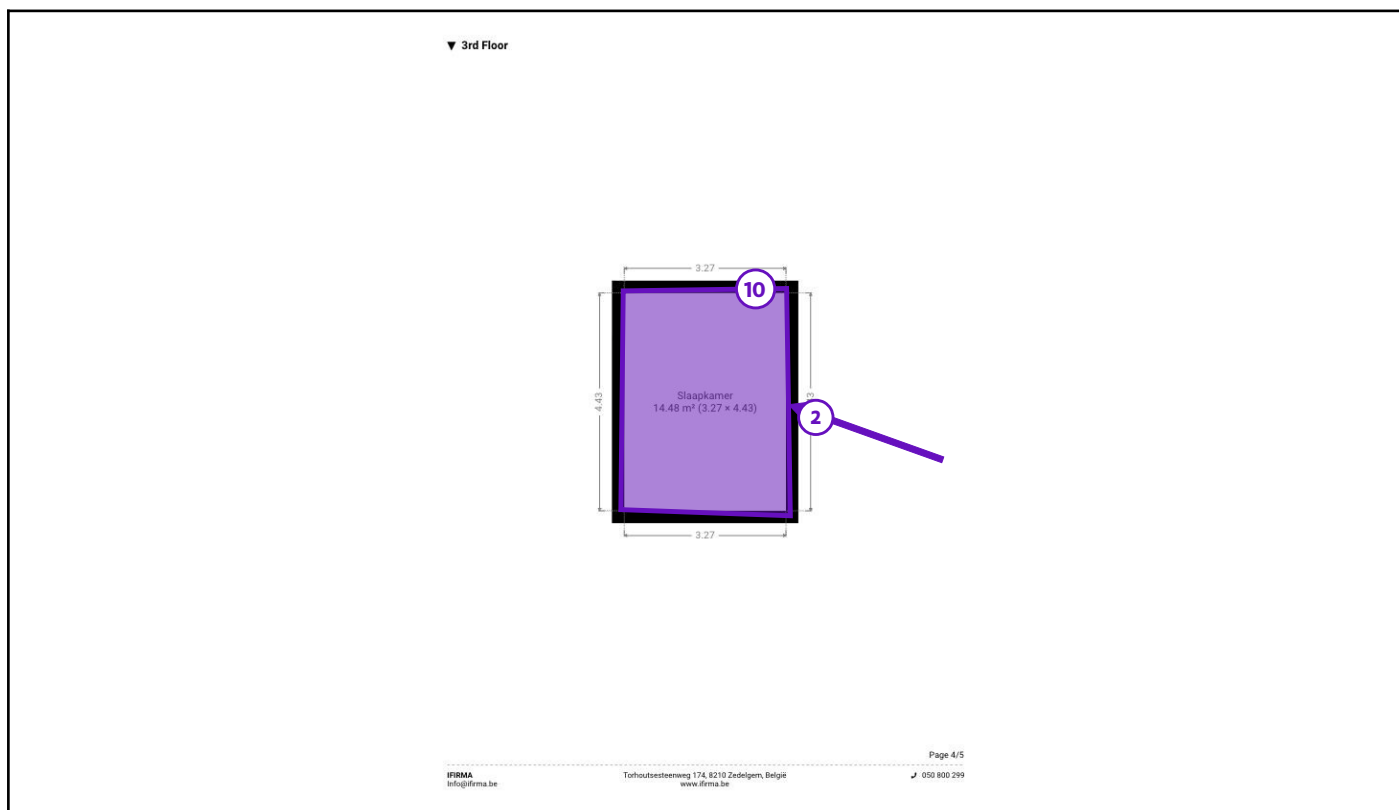 ▼ 3rd Floor
3.27
10
4.43
Slaapkamer
14.48 m² (3.27 × 4.43)
2
3.27
Page 4/5
IFIRMA
Info@ifirma.be
Torhoutsesteenweg 174, 8210 Zedelgem, België
www.ifirma.be
050 800 299